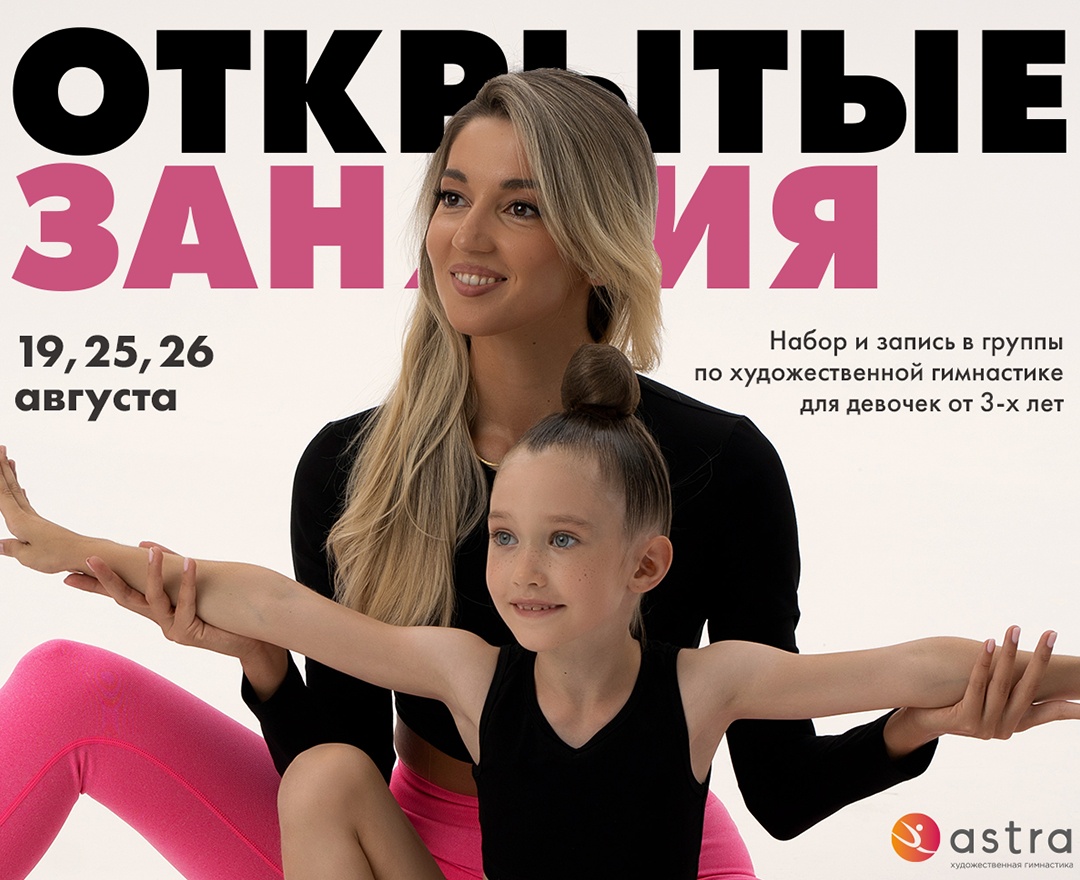 ОТКРЫТЫЕ
ЗАНЯТИЯ
19, 25, 26
августа
Набор и запись в группы
по художественной гимнастике
для девочек от 3-х лет
astra
художественная гимнастика